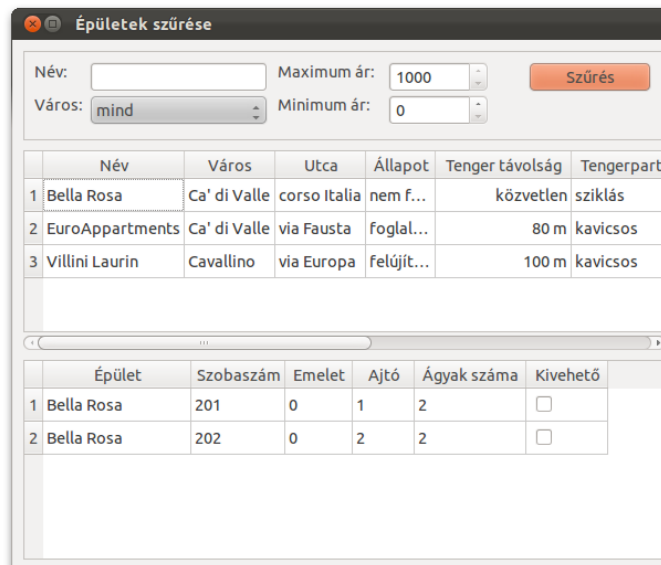 Épületek szűrése
Név: Maximum ár: 1000 Szűrés
Város: mind Minimum ár: 0
Név Város Utca Állapot Tenger távolság Tengerpart
1 Bella Rosa Ca' di Valle corso Italia nem f... közvetlen sziklás
2 EuroAppartments Ca' di Valle via Fausta foglal... 80 m kavicsos
3 Villini Laurin Cavallino via Europa felújít... 100 m kavicsos
Épület Szobaszám Emelet Ajtó Ágyak száma Kivehető
1 Bella Rosa 201 0 1 2
2 Bella Rosa 202 0 2 2